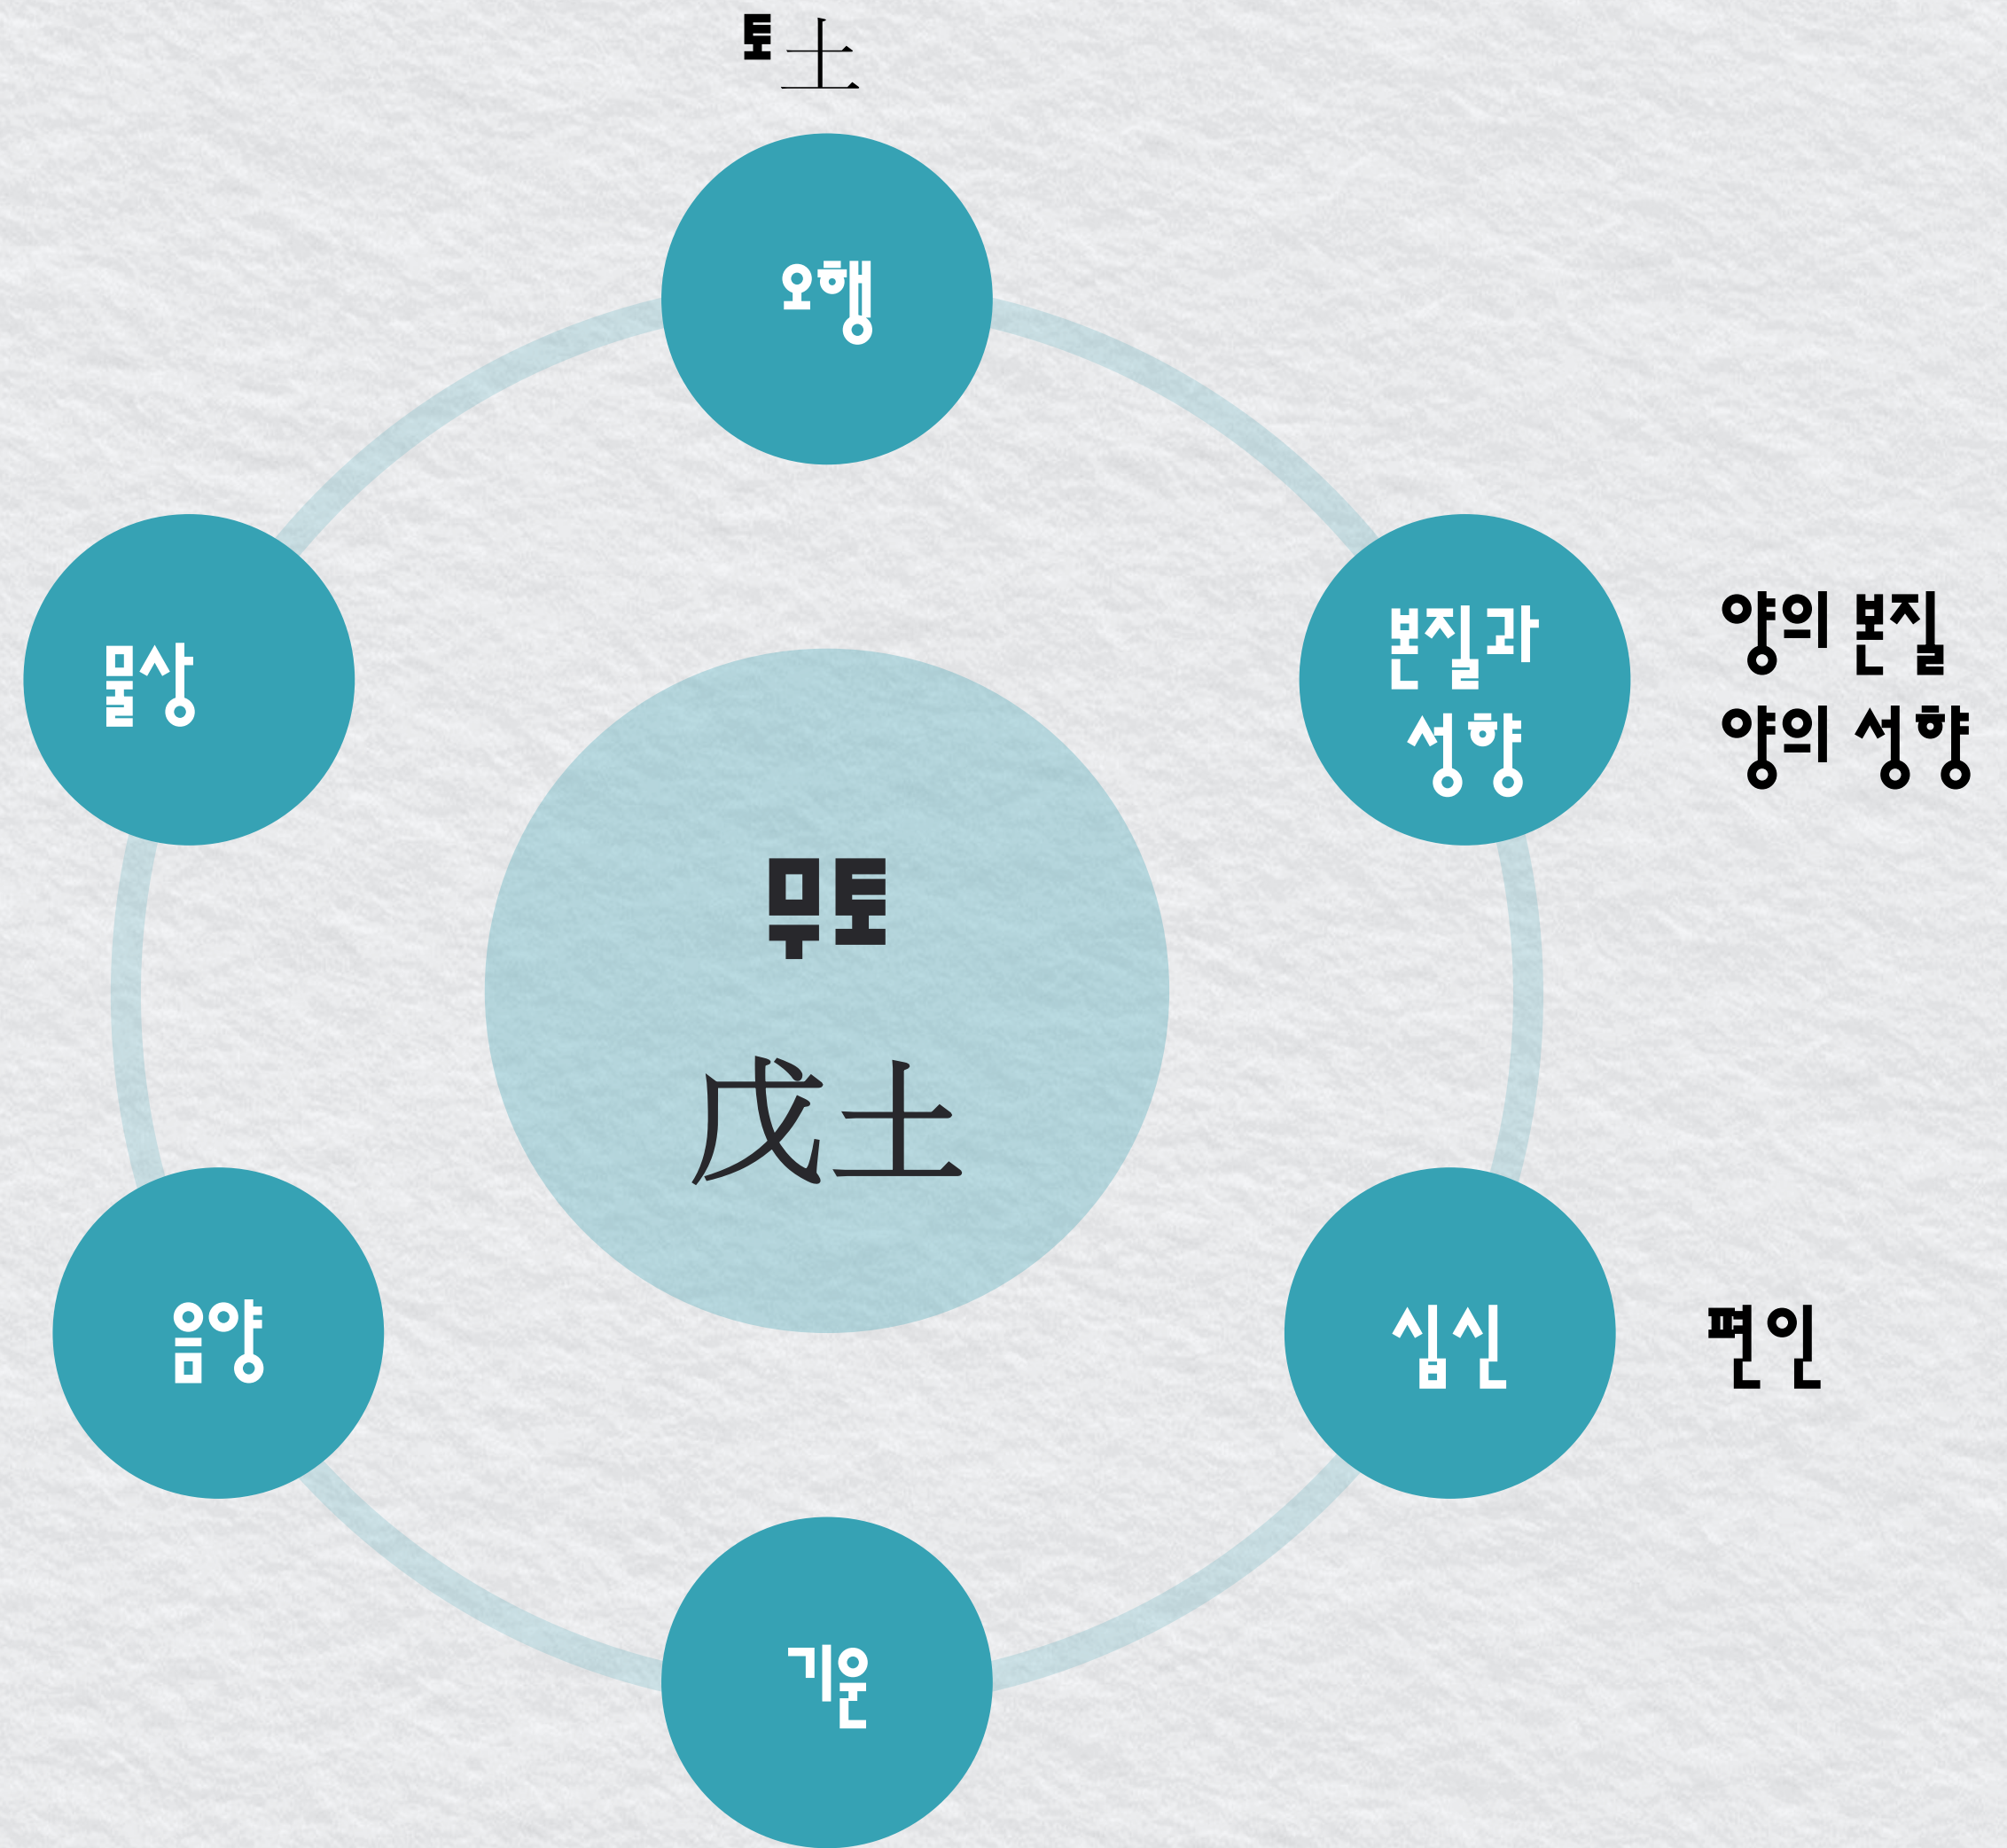 토土
오행
물상
본질과
성향
양의 본질
양의 성향
무토
戊土
음양
십신
편인
기운